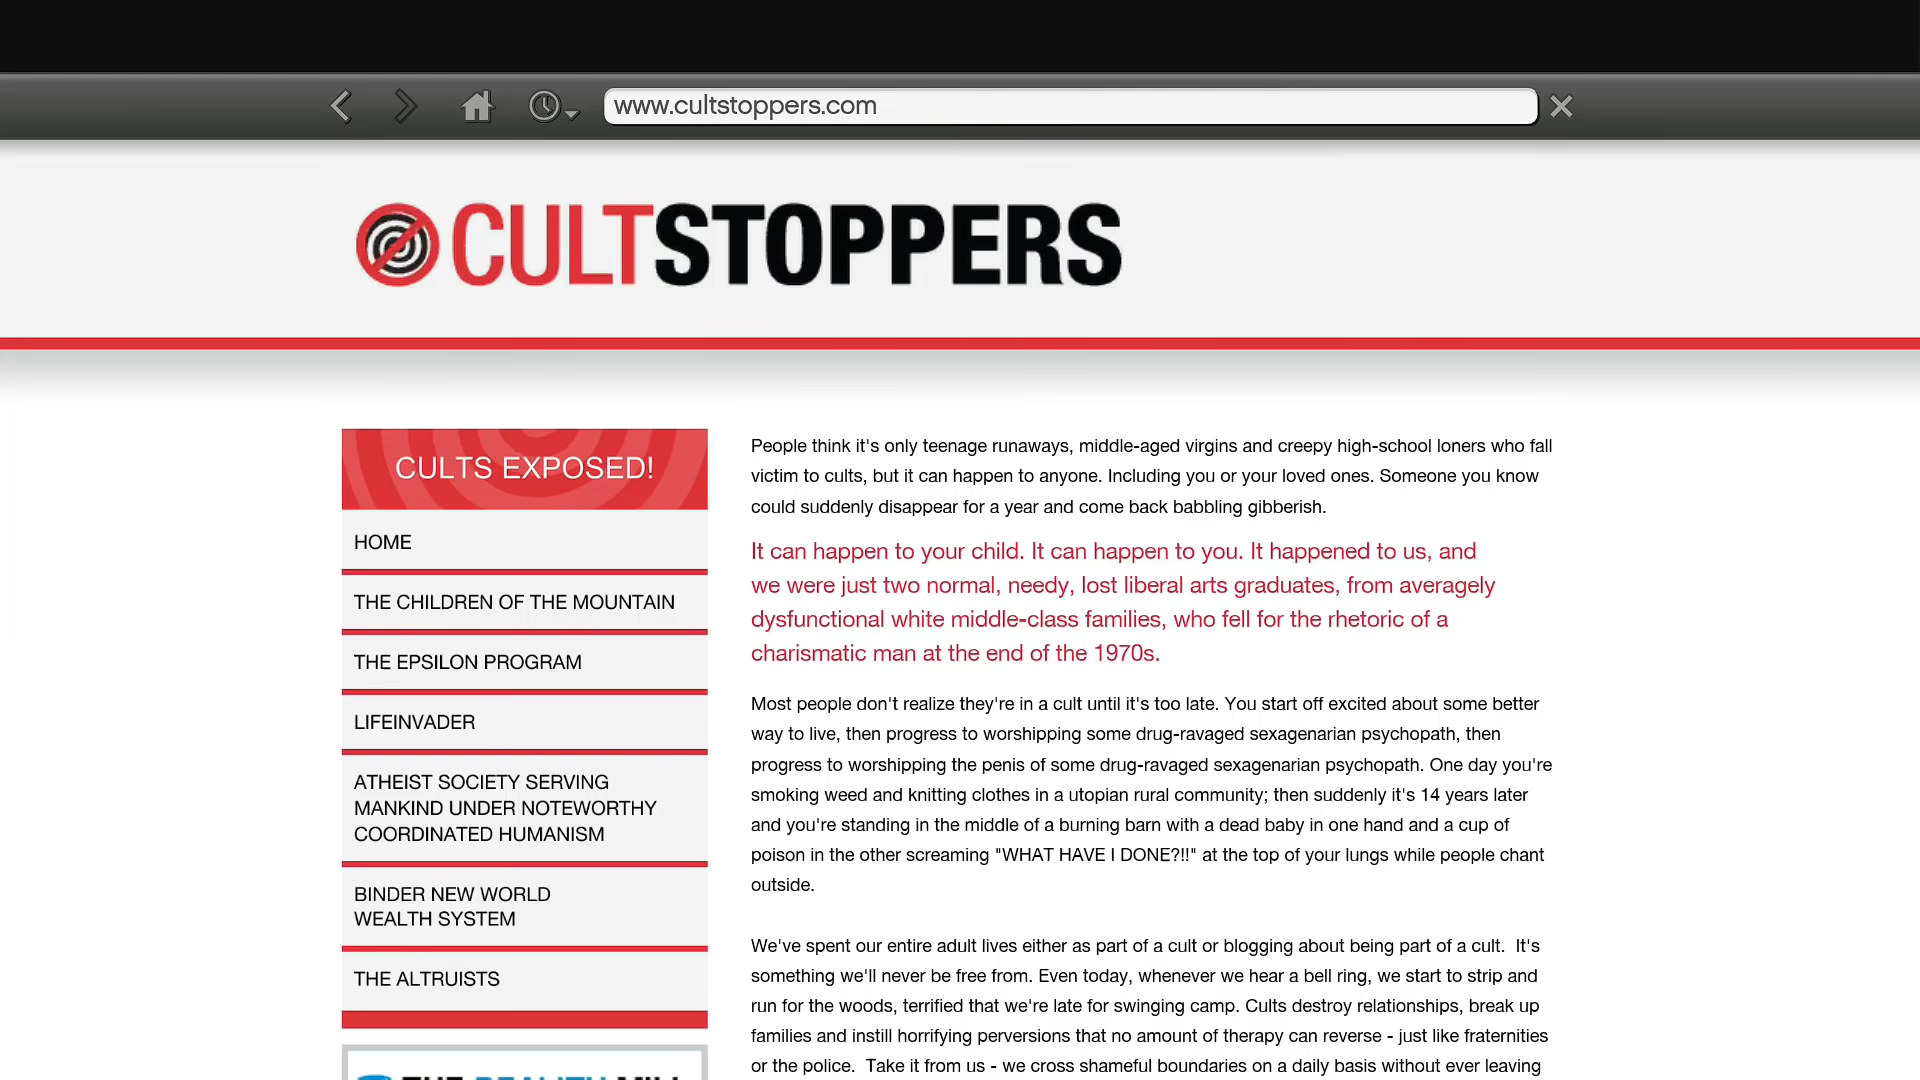 www.cultstoppers.com
CULTSTOPPERS
CULTS EXPOSED!
HOME
THE CHILDREN OF THE MOUNTAIN
THE EPSILON PROGRAM
LIFEINVADER
ATHEIST SOCIETY SERVING
MANKIND UNDER NOTEWORTHY
COORDINATED HUMANISM
BINDER NEW WORLD
WEALTH SYSTEM
THE ALTRUISTS
People think it's only teenage runaways, middle-aged virgins and creepy high-school loners who fall
victim to cults, but it can happen to anyone. Including you or your loved ones. Someone you know
could suddenly disappear for a year and come back babbling gibberish.
It can happen to your child. It can happen to you. It happened to us, and
we were just two normal, needy, lost liberal arts graduates, from averagely
dysfunctional white middle-class families, who fell for the rhetoric of a
charismatic man at the end of the 1970s.
Most people don't realize they're in a cult until it's too late. You start off excited about some better
way to live, then progress to worshipping some drug-ravaged sexagenarian psychopath, then
progress to worshipping the penis of some drug-ravaged sexagenarian psychopath. One day you're
smoking weed and knitting clothes in a utopian rural community; then suddenly it's 14 years later
and you're standing in the middle of a burning barn with a dead baby in one hand and a cup of
poison in the other screaming "WHAT HAVE I DONE?!!" at the top of your lungs while people chant
outside.
We've spent our entire adult lives either as part of a cult or blogging about being part of a cult.  It's
something we'll never be free from. Even today, whenever we hear a bell ring, we start to strip and
run for the woods, terrified that we're late for swinging camp. Cults destroy relationships, break up
families and instill horrifying perversions that no amount of therapy can reverse - just like fraternities
or the police.  Take it from us - we cross shameful boundaries on a daily basis without ever leaving